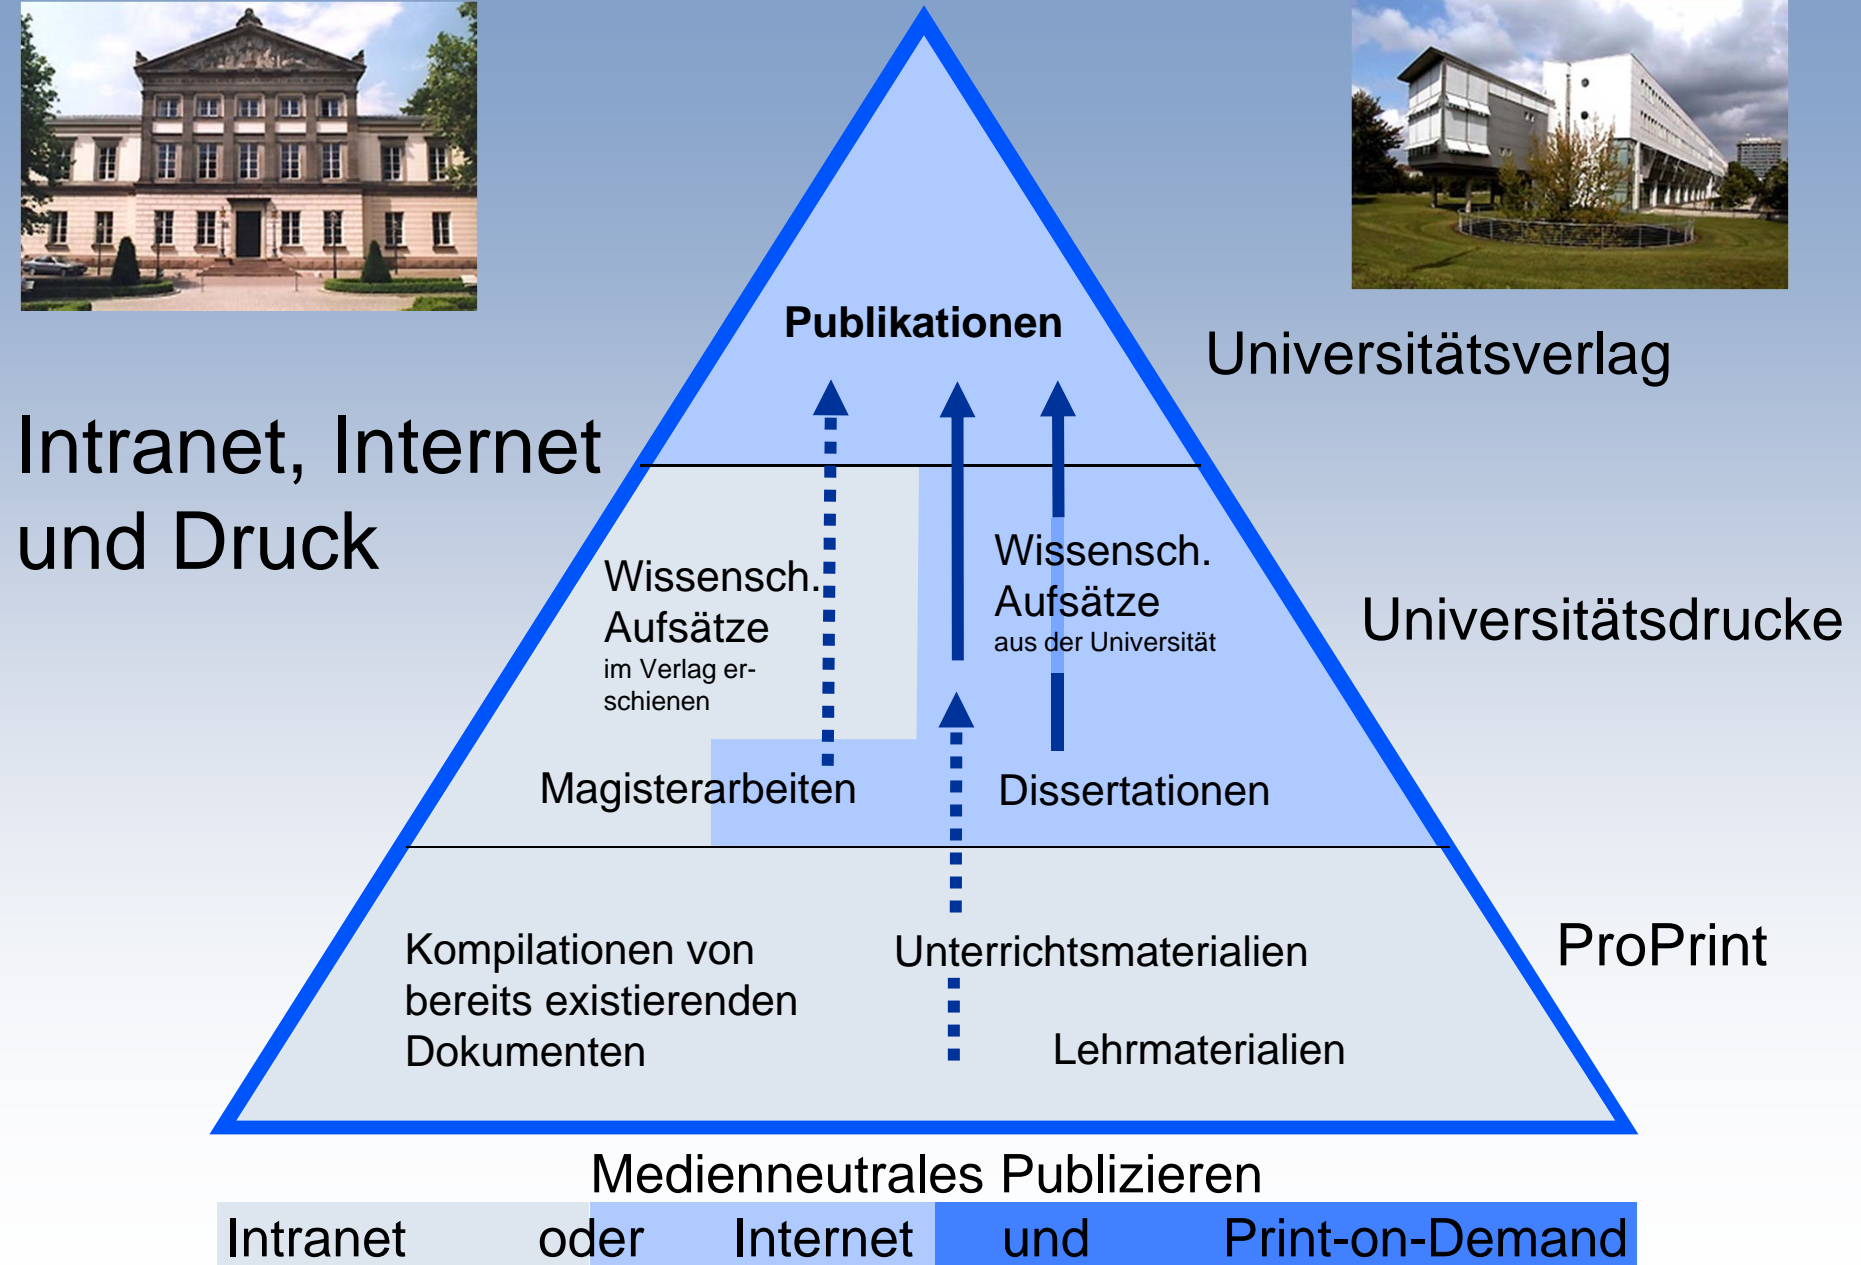 Publikationen
Universitätsverlag
Intranet, Internet
und Druck
Wissensch.
Aufsätze
im Verlag er-
schienen
Wissensch.
Aufsätze
aus der Universität
Universitätsdrucke
Magisterarbeiten
Dissertationen
Kompilationen von
bereits existierenden
Dokumenten
Unterrichtsmaterialien
Lehrmaterialien
ProPrint
Medienneutrales Publizieren
Intranet oder Internet und Print-on-Demand